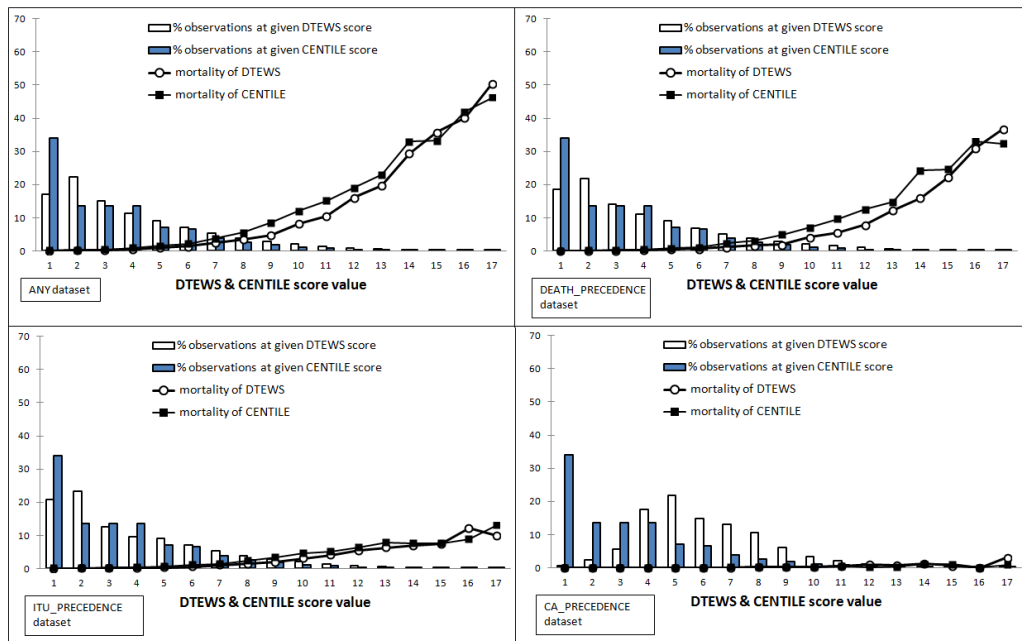 70
60
50
40
30
20
10
0
% observations at given DTEWS score
% observations at given CENTILE score
mortality of DTEWS
mortality of CENTILE
1 2 3 4 5 6 7 8 9 10 11 12 13 14 15 16 17
DTEWS & CENTILE score value
ANY dataset
70
60
50
40
30
20
10
0
% observations at given DTEWS score
% observations at given CENTILE score
mortality of DTEWS
mortality of CENTILE
1 2 3 4 5 6 7 8 9 10 11 12 13 14 15 16 17
DTEWS & CENTILE score value
DEATH_PRECEDENCE
dataset
70
60
50
40
30
20
10
0
% observations at given DTEWS score
% observations at given CENTILE score
mortality of DTEWS
mortality of CENTILE
1 2 3 4 5 6 7 8 9 10 11 12 13 14 15 16 17
DTEWS & CENTILE score value
ITU_PRECEDENCE
dataset
70
60
50
40
30
20
10
0
% observations at given DTEWS score
% observations at given CENTILE score
mortality of DTEWS
mortality of CENTILE
1 2 3 4 5 6 7 8 9 10 11 12 13 14 15 16 17
DTEWS & CENTILE score value
CA_PRECEDENCE
dataset